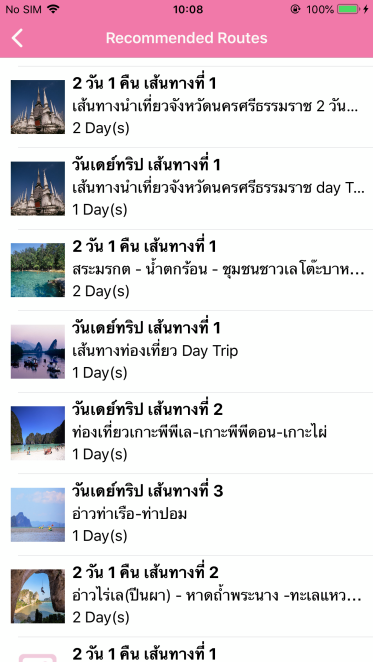 No SIM 10:08 100%
Recommended Routes
2 วัน 1 คืน เส้นทางที่ 1
เส้นทางนำเที่ยวจังหวัดนครศรีธรรมราช 2 วัน...
2 Day(s)
วันเดย์ทริป เส้นทางที่ 1
เส้นทางนำเที่ยวจังหวัดนครศรีธรรมราช day T...
1 Day(s)
2 วัน 1 คืน เส้นทางที่ 1
สระมรกต - น้ำตกร้อน - ชุมชนชาวเลโต๊ะบาห...
2 Day(s)
วันเดย์ทริป เส้นทางที่ 1
เส้นทางท่องเที่ยว Day Trip
1 Day(s)
วันเดย์ทริป เส้นทางที่ 2
ท่องเที่ยวเกาะพีพีเล-เกาะพีพีดอน-เกาะไผ่
1 Day(s)
วันเดย์ทริป เส้นทางที่ 3
อ่าวท่าเรือ-ท่าปอม
1 Day(s)
2 วัน 1 คืน เส้นทางที่ 2
อ่าวไร่เล(ปีนผา) - หาดถ้ำพระนาง -ทะเลแหว...
2 Day(s)
2 วัน 1 คืน เส้นทางที่ 1